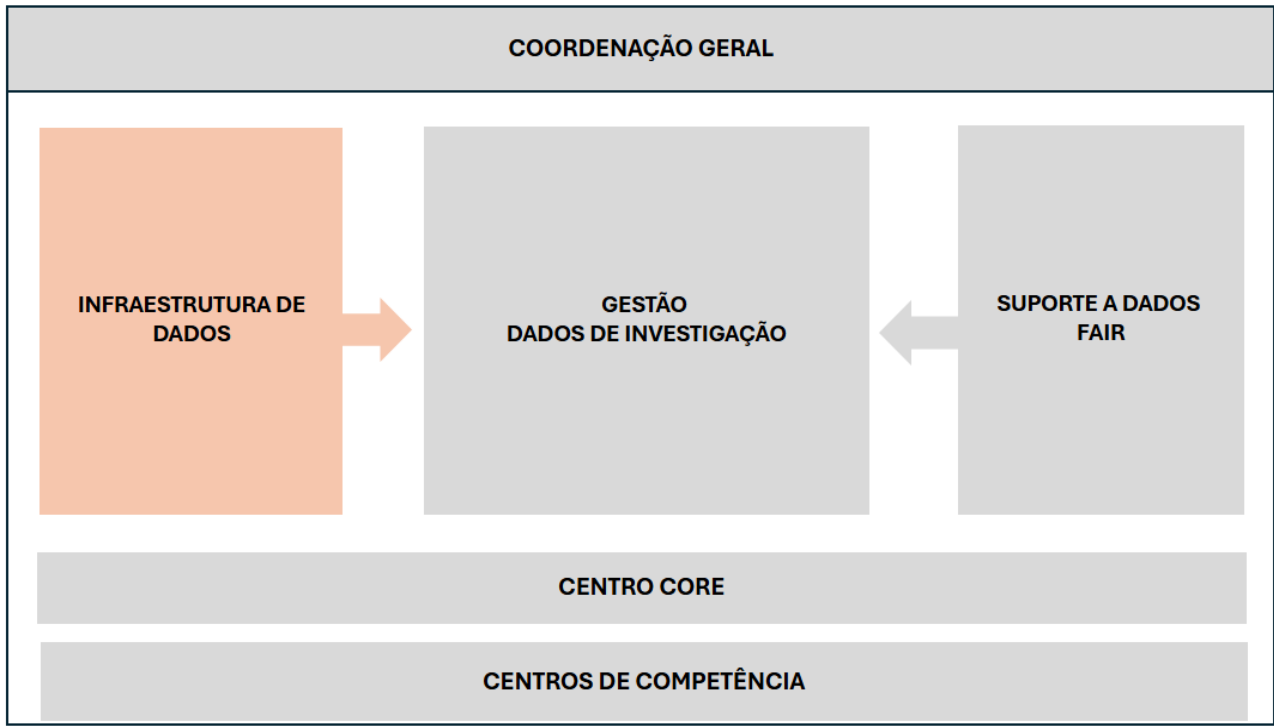 COORDENAÇÃO GERAL
INFRAESTRUTURA DE
DADOS
GESTÃO
DADOS DE INVESTIGAÇÃO
SUPORTE A DADOS
FAIR
CENTRO CORE
CENTROS DE COMPETÊNCIA